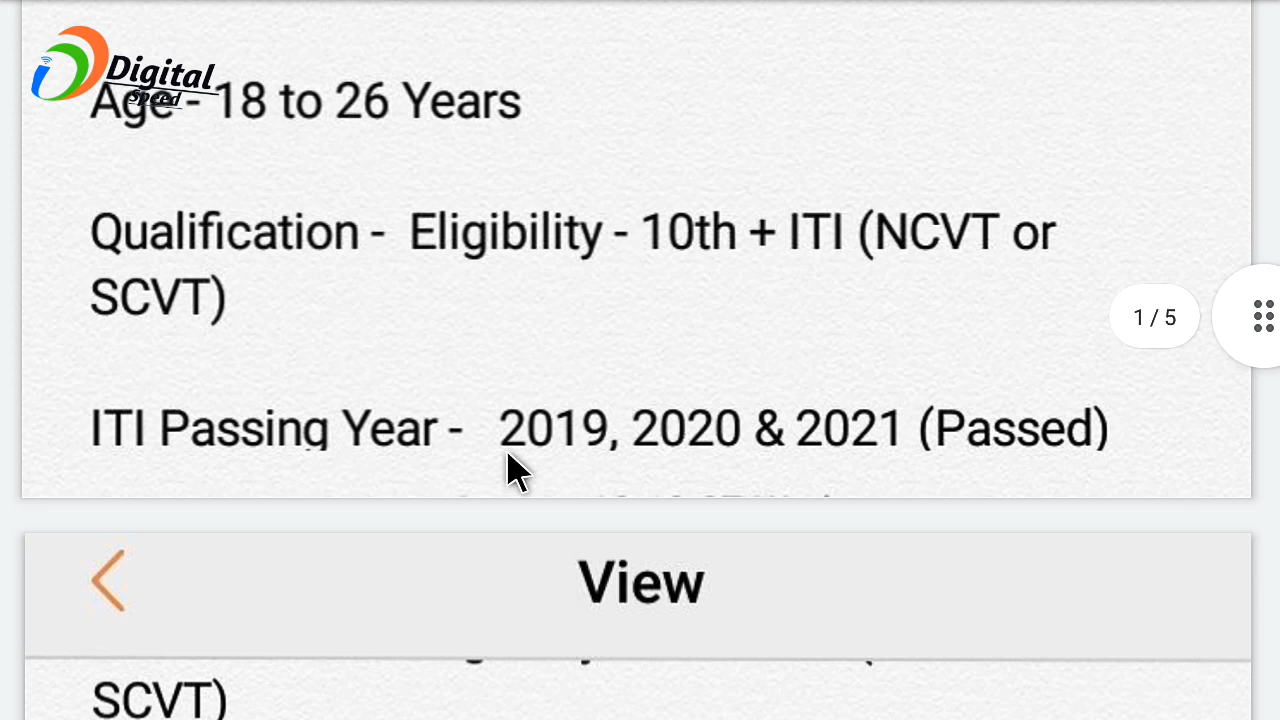 Digital
Speed
Age - 18 to 26 Years
Qualification - Eligibility - 10th + ITI (NCVT or
SCVT)
1 / 5
ITI Passing Year - 2019, 2020 & 2021 (Passed)
View
SCVT)